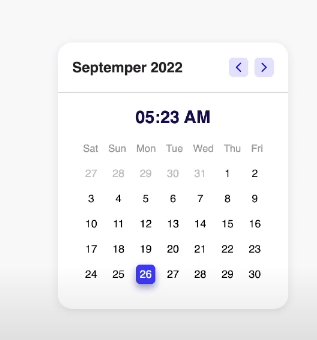 Septemper 2022
05:23 AM
Sat Sun Mon Tue Wed Thu Fri
27 28 29 30 31 1 2
3 4 5 6 7 8 9
10 11 12 13 14 15 16
17 18 19 20 21 22 23
24 25 26 27 28 29 30